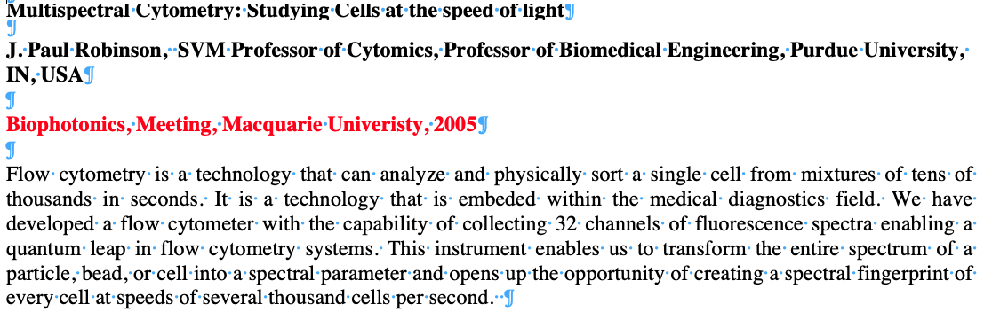 Multispectral Cytometry: Studying Cells at the speed of light
J. Paul Robinson,  SVM Professor of Cytomics, Professor of Biomedical Engineering, Purdue University,
IN, USA
Biophotonics, Meeting, Macquarie Univeristy, 2005
Flow cytometry is a technology that can analyze and physically sort a single cell from mixtures of tens of
thousands in seconds. It is a technology that is embeded within the medical diagnostics field. We have
developed a flow cytometer with the capability of collecting 32 channels of fluorescence spectra enabling a
quantum leap in flow cytometry systems. This instrument enables us to transform the entire spectrum of a
particle, bead, or cell into a spectral parameter and opens up the opportunity of creating a spectral fingerprint of
every cell at speeds of several thousand cells per second.